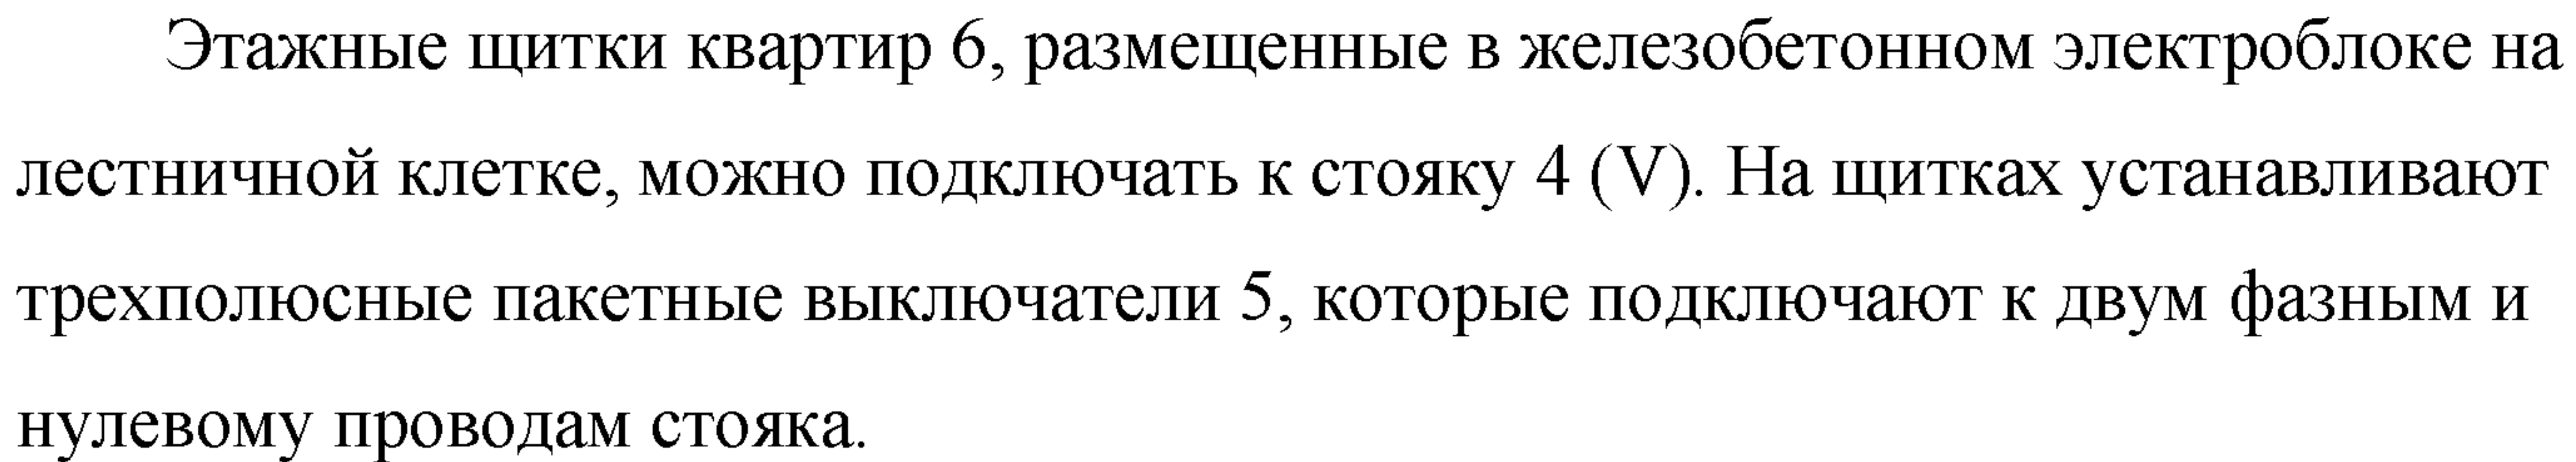 Этажные щитки квартир 6, размещенные в железобетонном электроблоке на
лестничной клетке, можно подключать к стояку 4 (V). На щитках устанавливают
трехполюсные пакетные выключатели 5, которые подключают к двум фазным и
нулевому проводам стояка.